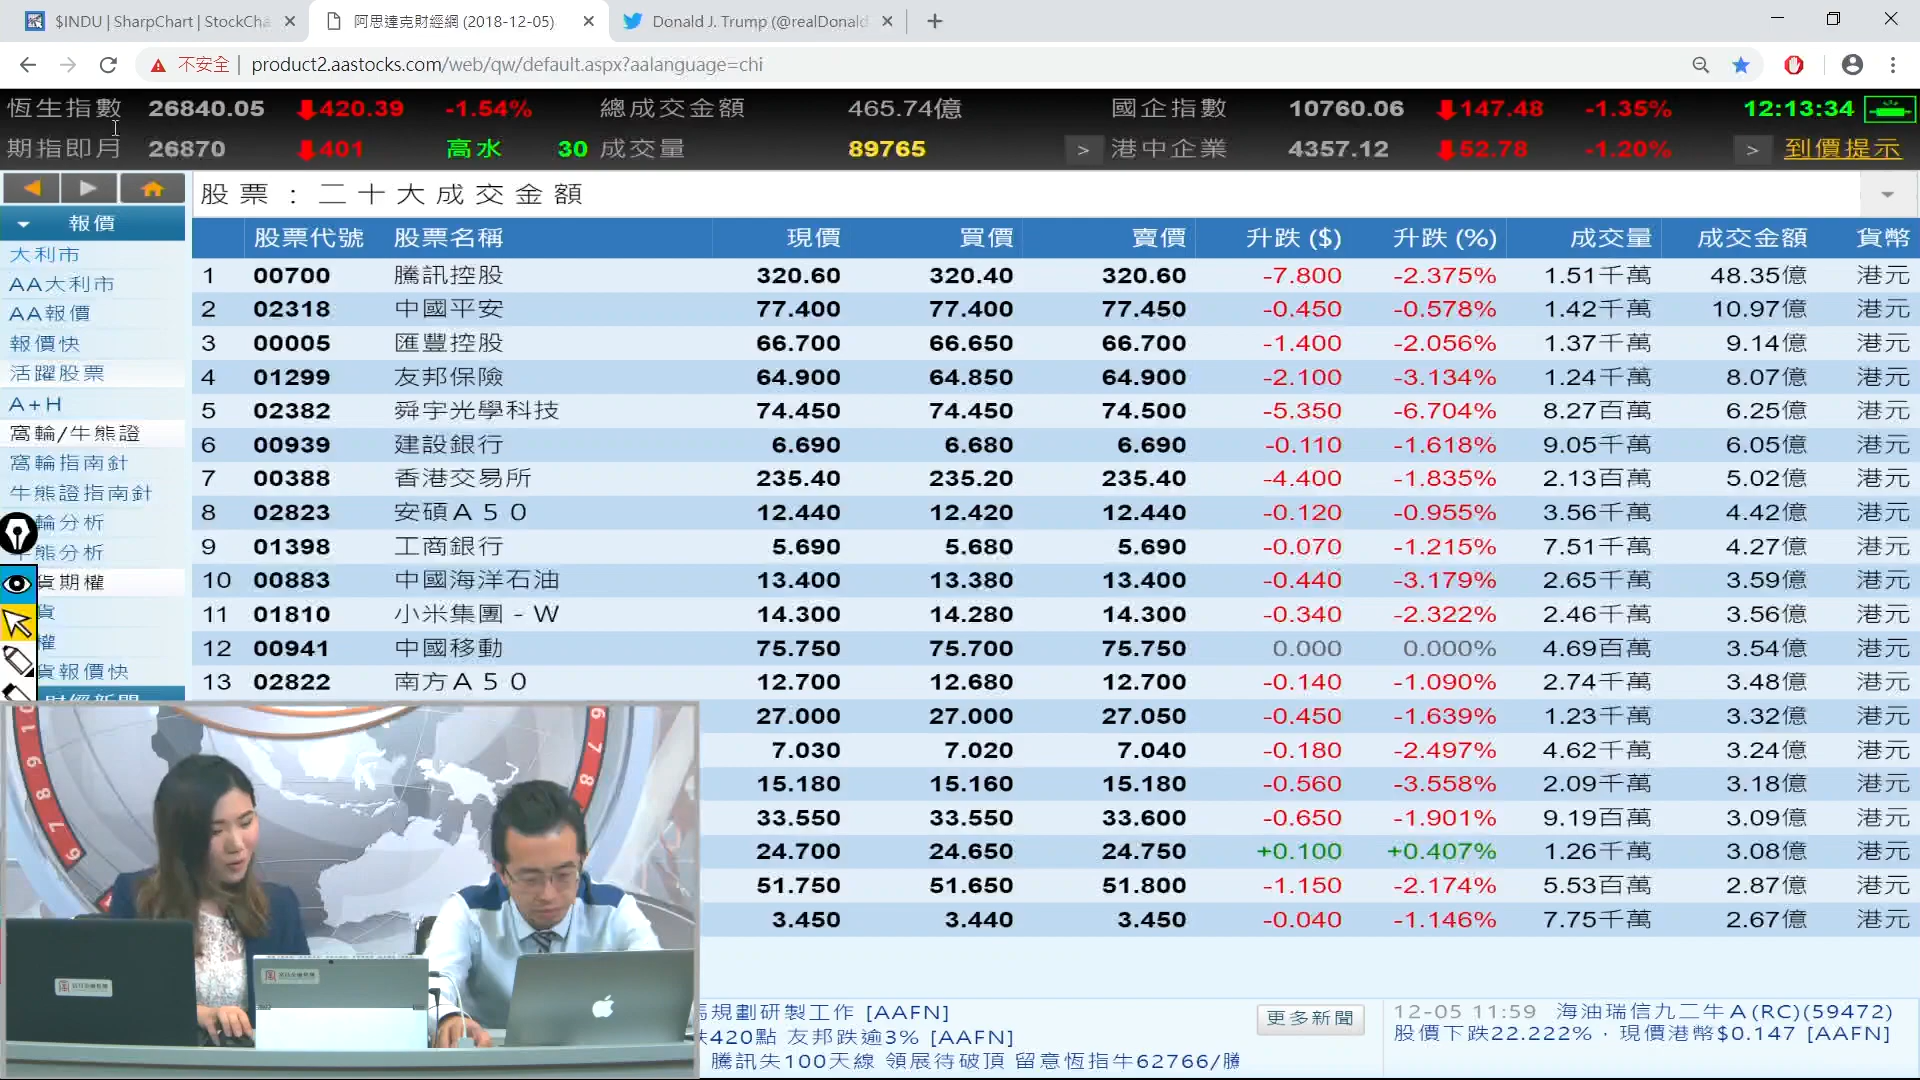 $INDU | SharpChart | StockCha
阿思達克財經網 (2018-12-05)
Donald J. Trump (@realDonald
不安全 | product2.aastocks.com/web/qw/default.aspx?aalanguage=chi
恆生指數 26840.05 420.39 -1.54% 總成交金額 465.74億 國企指數 10760.06 147.48 -1.35% 12:13:34
期指即月 26870 401 高水 30 成交量 89765 > 港中企業 4357.12 52.78 -1.20% > 到價提示
股票：二十大成交金額
報價
大利市
AA大利市
AA報價
報價快
活躍股票
A+H
窩輪/牛熊證
窩輪指南針
牛熊證指南針
輪分析
熊分析
貨期權
貨
權
貨報價快
財經新聞
股票代號 股票名稱 現價 買價 賣價 升跌 ($) 升跌 (%) 成交量 成交金額 貨幣
1 00700 騰訊控股 320.60 320.40 320.60 -7.800 -2.375% 1.51千萬 48.35億 港元
2 02318 中國平安 77.400 77.400 77.450 -0.450 -0.578% 1.42千萬 10.97億 港元
3 00005 匯豐控股 66.700 66.650 66.700 -1.400 -2.056% 1.37千萬 9.14億 港元
4 01299 友邦保險 64.900 64.850 64.900 -2.100 -3.134% 1.24千萬 8.07億 港元
5 02382 舜宇光學科技 74.450 74.450 74.500 -5.350 -6.704% 8.27百萬 6.25億 港元
6 00939 建設銀行 6.690 6.680 6.690 -0.110 -1.618% 9.05千萬 6.05億 港元
7 00388 香港交易所 235.40 235.20 235.40 -4.400 -1.835% 2.13百萬 5.02億 港元
8 02823 安碩A50 12.440 12.420 12.440 -0.120 -0.955% 3.56千萬 4.42億 港元
9 01398 工商銀行 5.690 5.680 5.690 -0.070 -1.215% 7.51千萬 4.27億 港元
10 00883 中國海洋石油 13.400 13.380 13.400 -0.440 -3.179% 2.65千萬 3.59億 港元
11 01810 小米集團－W 14.300 14.280 14.300 -0.340 -2.322% 2.46千萬 3.56億 港元
12 00941 中國移動 75.750 75.700 75.750 0.000 0.000% 4.69百萬 3.54億 港元
13 02822 南方A50 12.700 12.680 12.700 -0.140 -1.090% 2.74千萬 3.48億 港元
27.000 27.000 27.050 -0.450 -1.639% 1.23千萬 3.32億 港元
7.030 7.020 7.040 -0.180 -2.497% 4.62千萬 3.24億 港元
15.180 15.160 15.180 -0.560 -3.558% 2.09千萬 3.18億 港元
33.550 33.550 33.600 -0.650 -1.901% 9.19百萬 3.09億 港元
24.700 24.650 24.750 +0.100 +0.407% 1.26千萬 3.08億 港元
51.750 51.650 51.800 -1.150 -2.174% 5.53百萬 2.87億 港元
3.450 3.440 3.450 -0.040 -1.146% 7.75千萬 2.67億 港元
規劃研製工作 [AAFN]
420點 友邦跌逾3% [AAFN]
騰訊失100天線 領展待破頂 留意恆指牛62766/騰
更多新聞
12-05 11:59 海油瑞信九二牛A(RC)(59472)
股價下跌22.222%，現價港幣$0.147 [AAFN]